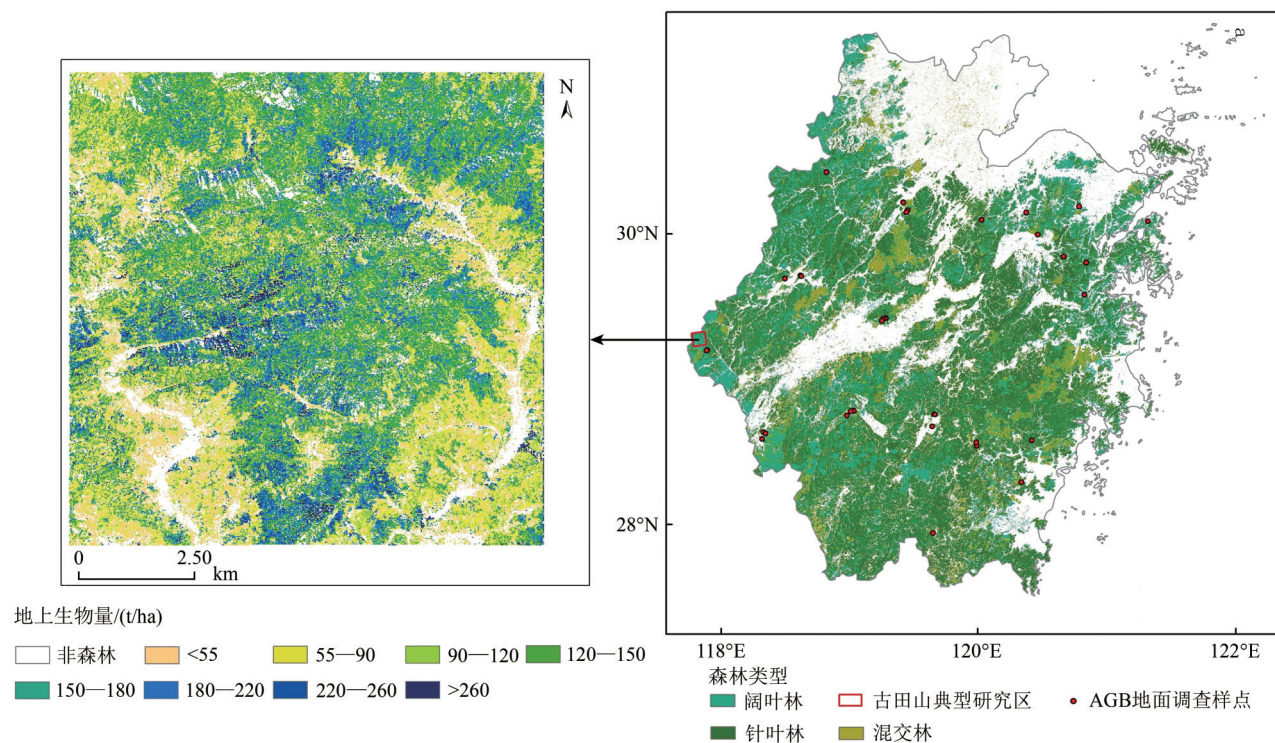 N
0 2.50
km
地上生物量/(t/ha)
非森林 <55 55—90 90—120 120—150
150—180 180—220 220—260 >260
a
30°N
28°N
118°E 120°E 122°E
森林类型
阔叶林 古田山典型研究区 AGB地面调查样点
针叶林 混交林